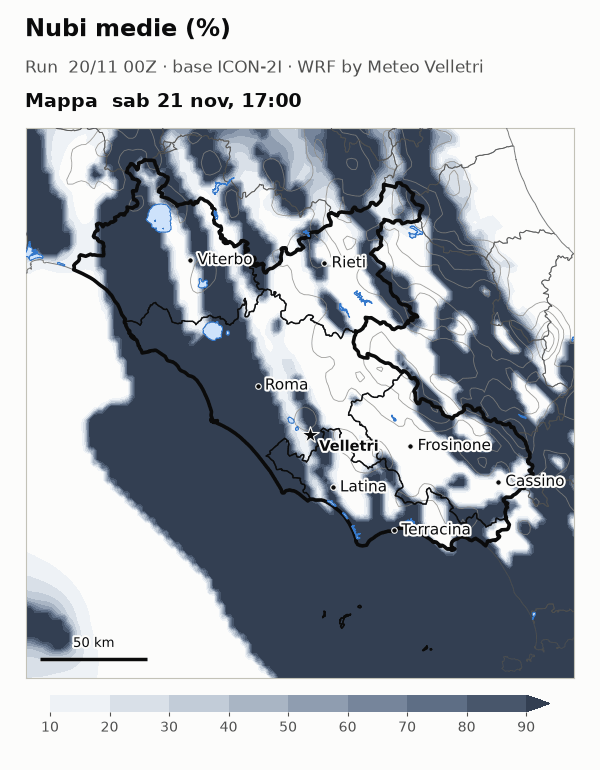 Nubi medie (%)
Run  20/11 00Z · base ICON-2I · WRF by Meteo Velletri
Mappa  sab 21 nov, 17:00
Viterbo
Rieti
Roma
Velletri
Frosinone
Latina
Cassino
Terracina
50 km
10 20 30 40 50 60 70 80 90